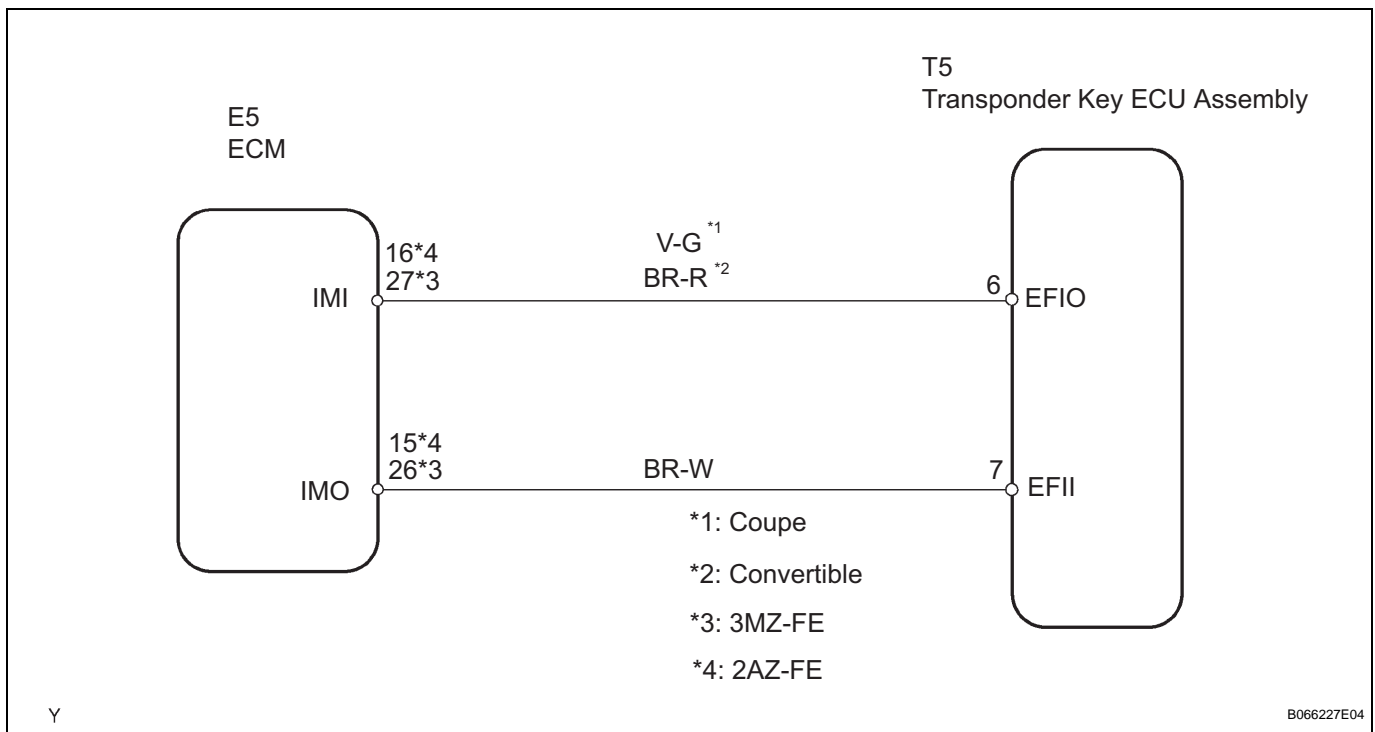 E5
ECM
T5
Transponder Key ECU Assembly
16*4
27*3
IMI
V-G *1
BR-R *2
6
EFIO
15*4
26*3
IMO
BR-W
7
EFII
*1: Coupe
*2: Convertible
*3: 3MZ-FE
*4: 2AZ-FE
Y
B066227E04